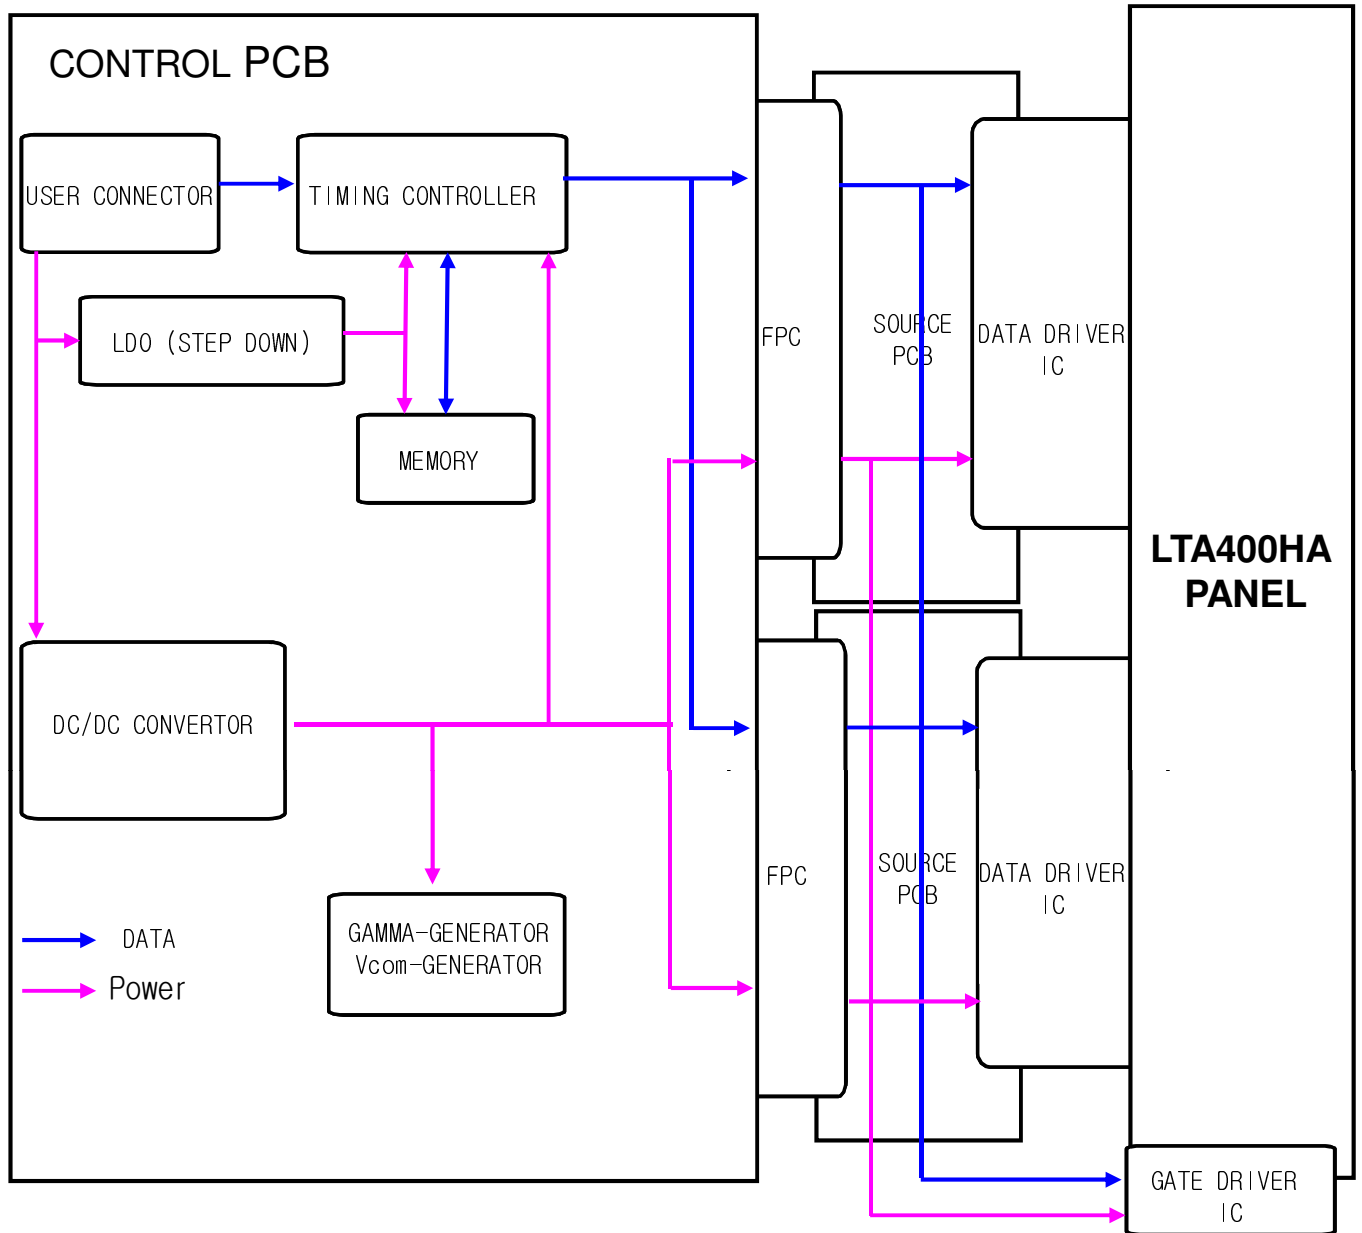 CONTROL PCB
USER CONNECTOR
TIMING CONTROLLER
LDO (STEP DOWN)
MEMORY
FPC
SOURCE
PCB
DATA DRIVER
IC
LTA400HA
PANEL
DC/DC CONVERTOR
FPC
SOURCE
PCB
DATA DRIVER
IC
GAMMA-GENERATOR
Vcom-GENERATOR
DATA
Power
GATE DRIVER
IC